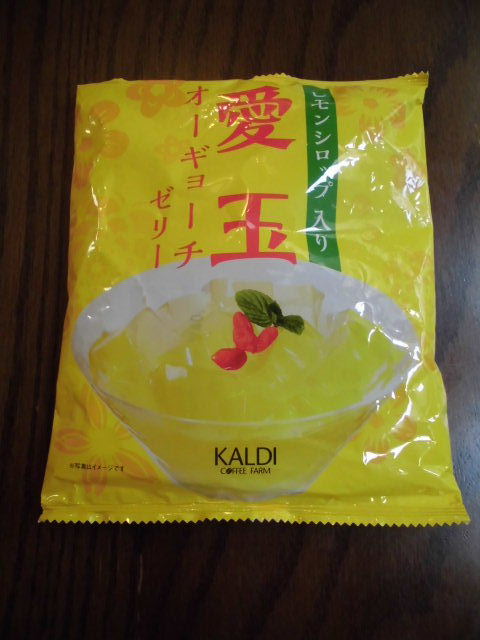 レモンシロップ入り
愛玉
オーギョーチ
ゼリー
KALDI
COFFEE FARM
※写真はイメージです